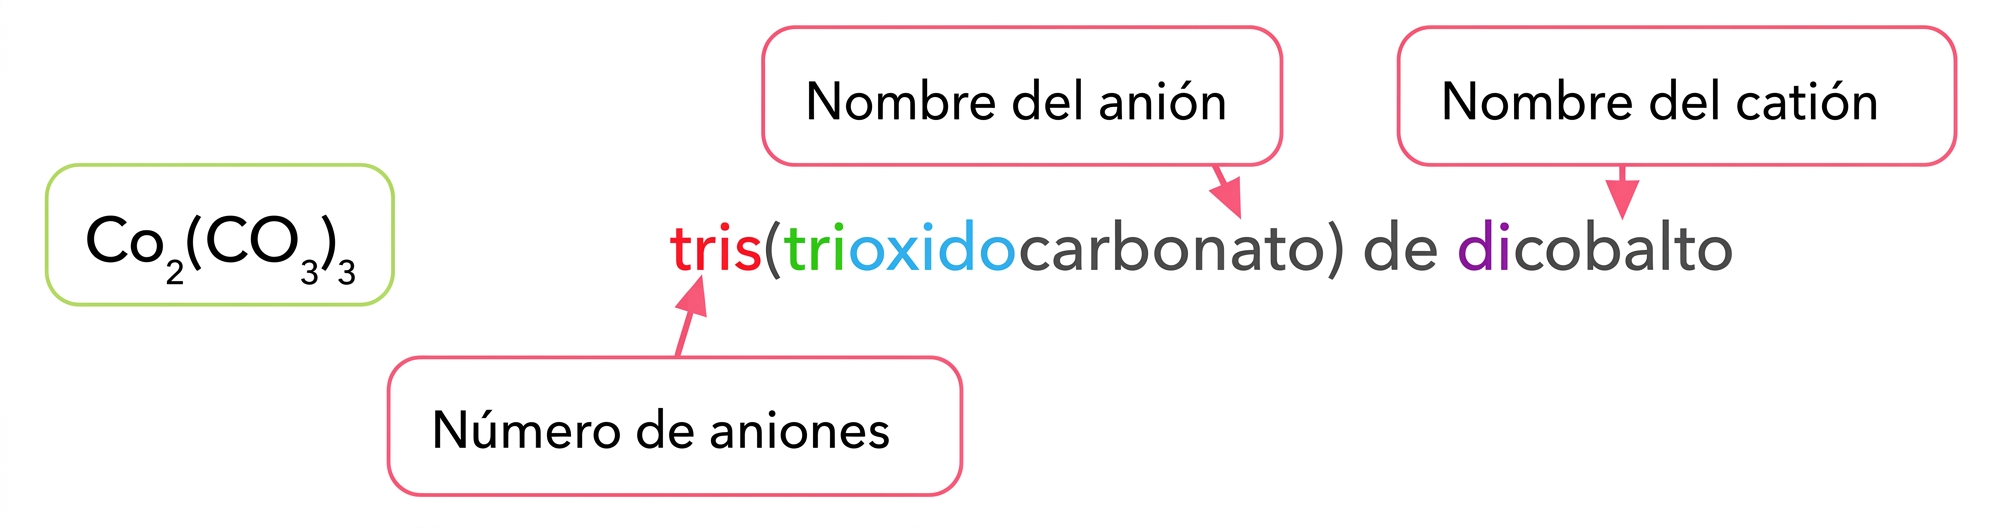 Nombre del anión
Nombre del catión
Co₂(CO₃)₃
tris(trioxidocarbonato) de dicobalto
Número de aniones